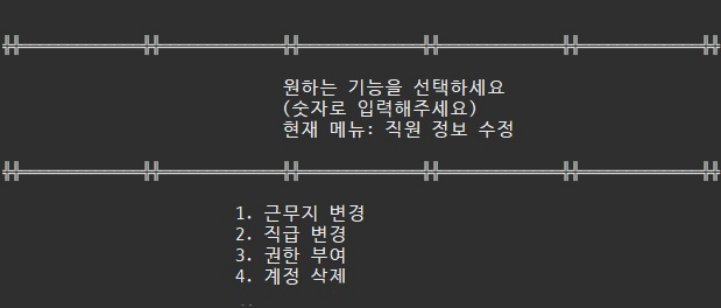 원하는 기능을 선택하세요
(숫자로 입력해주세요)
현재 메뉴: 직원 정보 수정
1. 근무지 변경
2. 직급 변경
3. 권한 부여
4. 계정 삭제